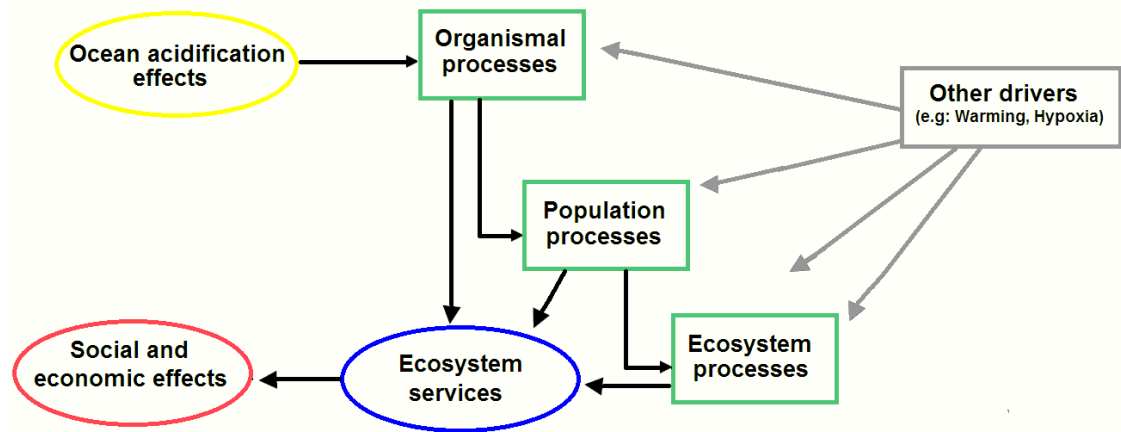 Ocean acidification
effects
Organismal
processes
Other drivers
(e.g: Warming, Hypoxia)
Population
processes
Ecosystem
processes
Ecosystem
services
Social and
economic effects